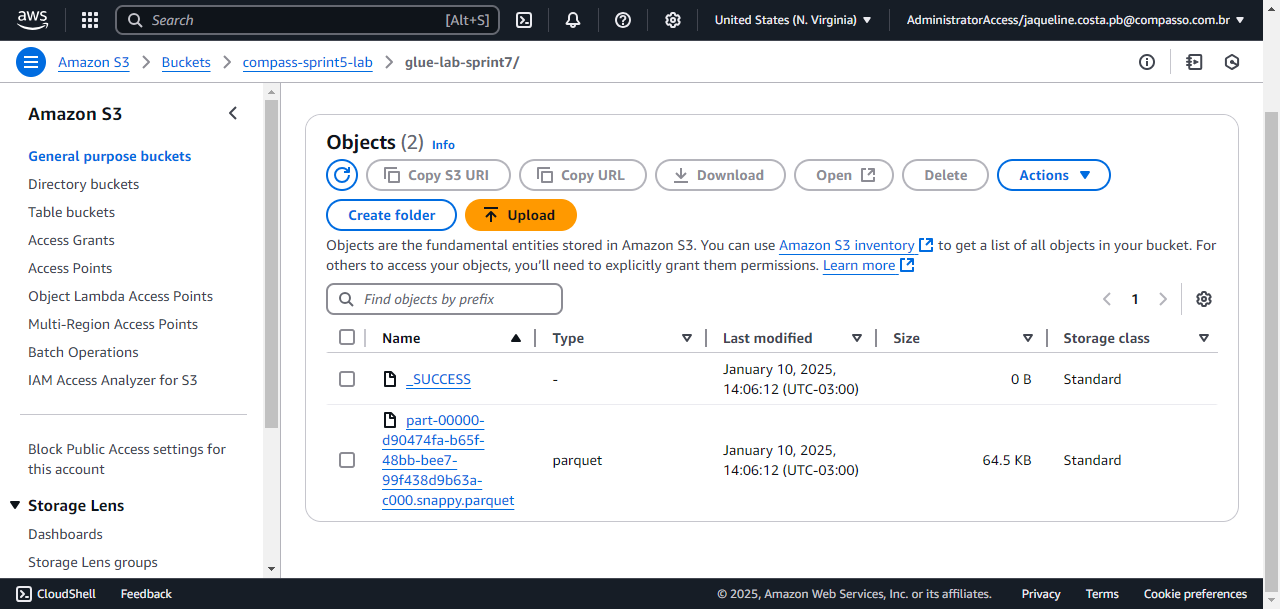 aws
Search [Alt+S]
United States (N. Virginia)
AdministratorAccess/jaqueline.costa.pb@compasso.com.br
Amazon S3
Buckets
compass-sprint5-lab
glue-lab-sprint7/
Amazon S3
General purpose buckets
Directory buckets
Table buckets
Access Grants
Access Points
Object Lambda Access Points
Multi-Region Access Points
Batch Operations
IAM Access Analyzer for S3
Block Public Access settings for
this account
Storage Lens
Dashboards
Storage Lens groups
Objects (2) Info
Copy S3 URI
Copy URL
Download
Open
Delete
Actions
Create folder
Upload
Objects are the fundamental entities stored in Amazon S3. You can use Amazon S3 inventory to get a list of all objects in your bucket. For
others to access your objects, you’ll need to explicitly grant them permissions. Learn more
Find objects by prefix
1
Name Type Last modified Size Storage class
_SUCCESS - January 10, 2025, 14:06:12 (UTC-03:00) 0 B Standard
part-00000-
d90474fa-b65f-
48bb-bee7-
99f438d9b63a-
c000.snappy.parquet
parquet
January 10, 2025,
14:06:12 (UTC-03:00)
64.5 KB
Standard
CloudShell
Feedback
© 2025, Amazon Web Services, Inc. or its affiliates.
Privacy
Terms
Cookie preferences